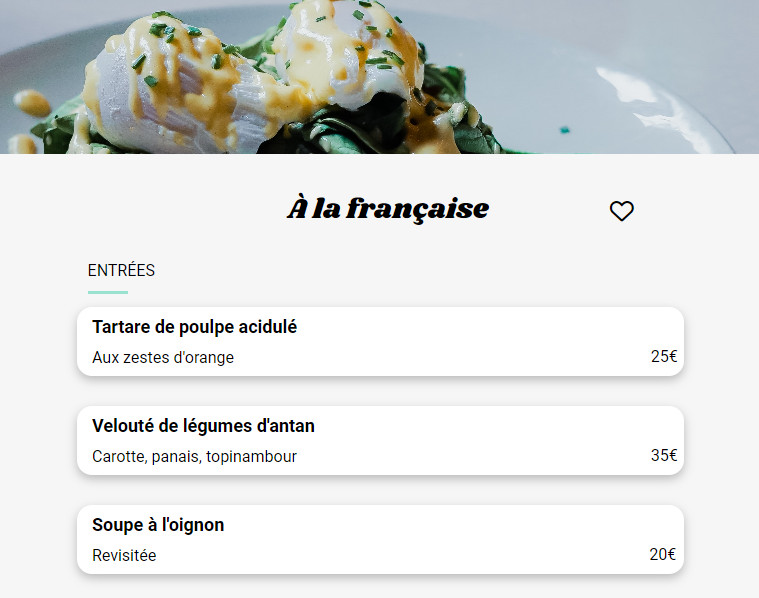 À la française
ENTRÉES
Tartare de poulpe acidulé
Aux zestes d'orange
25€
Velouté de légumes d'antan
Carotte, panais, topinambour
35€
Soupe à l'oignon
Revisitée
20€